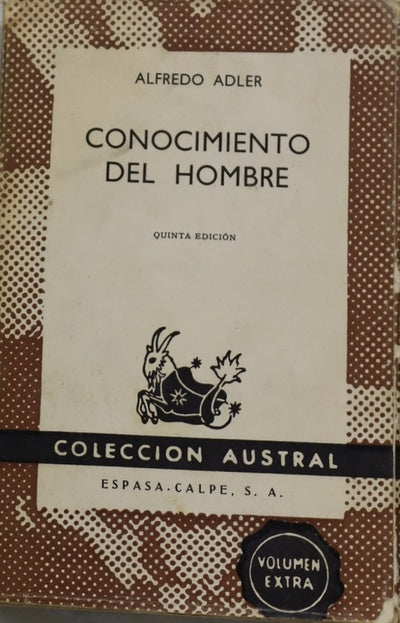 ALFREDO ADLER
CONOCIMIENTO
DEL HOMBRE
QUINTA EDICIÓN
COLECCION AUSTRAL
ESPASA-CALPE, S. A.
VOLUMEN
EXTRA